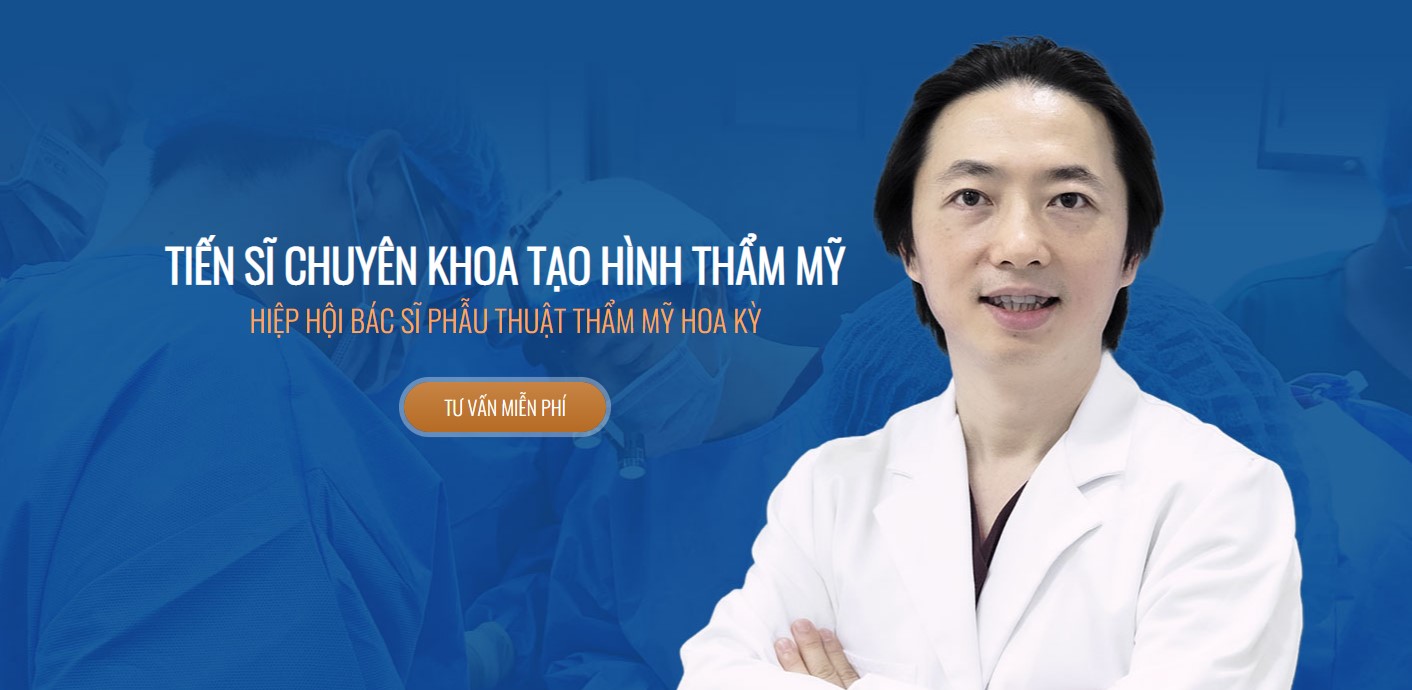 TIẾN SĨ CHUYÊN KHOA TẠO HÌNH THẨM MỸ
HIỆP HỘI BÁC SĨ PHẪU THUẬT THẨM MỸ HOA KỲ
TƯ VẤN MIỄN PHÍ